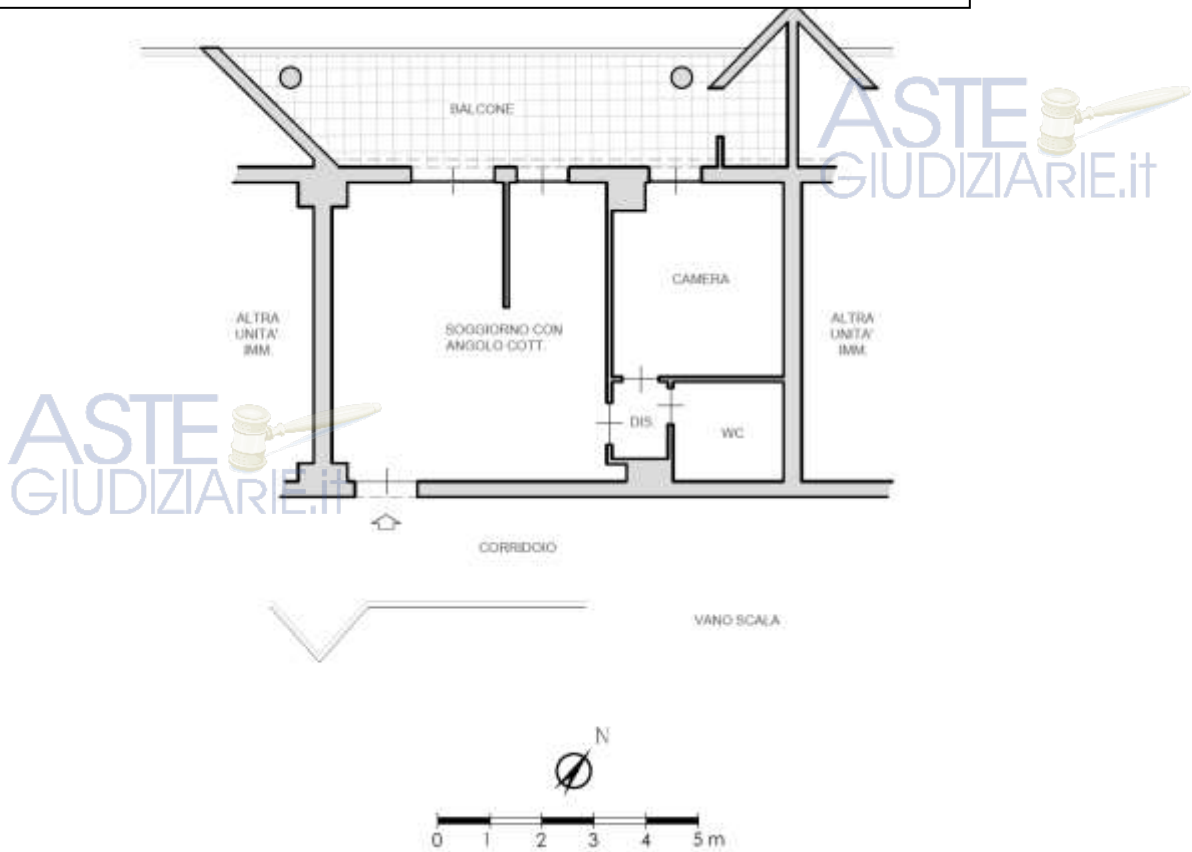 BALCONE
ASTE
GIUDIZIARIE.it
CAMERA
ALTRA
UNITA'
IMM.
SOGGIORNO CON
ANGOLO COTT.
ALTRA
UNITA'
IMM.
ASTE
GIUDIZIARIE.it
DIS.
WC
CORRIDOIO
VANO SCALA
N
0 1 2 3 4 5 m